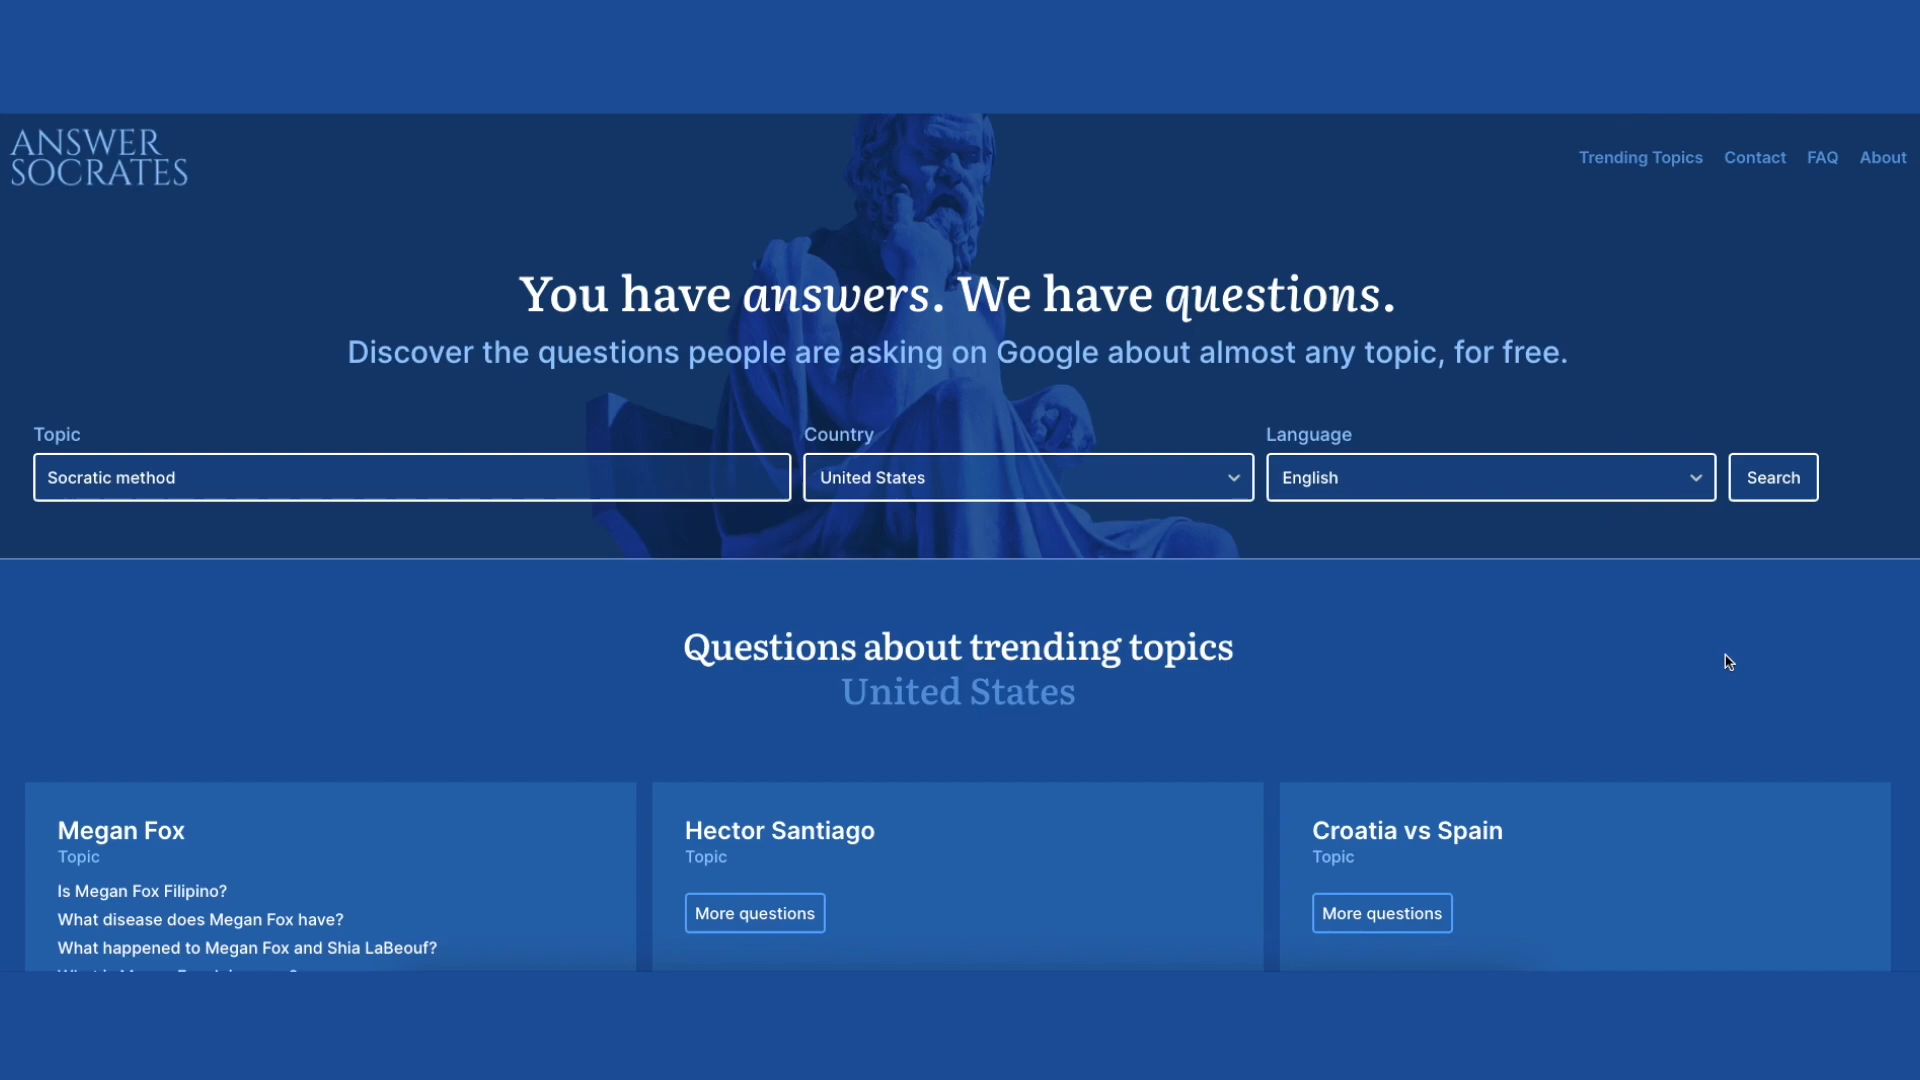 ANSWER
SOCRATES
Trending Topics Contact FAQ About
You have answers. We have questions.
Discover the questions people are asking on Google about almost any topic, for free.
Topic Country Language
Socratic method United States English Search
Questions about trending topics
United States
Megan Fox
Topic
Is Megan Fox Filipino?
What disease does Megan Fox have?
What happened to Megan Fox and Shia LaBeouf?
Hector Santiago
Topic
More questions
Croatia vs Spain
Topic
More questions